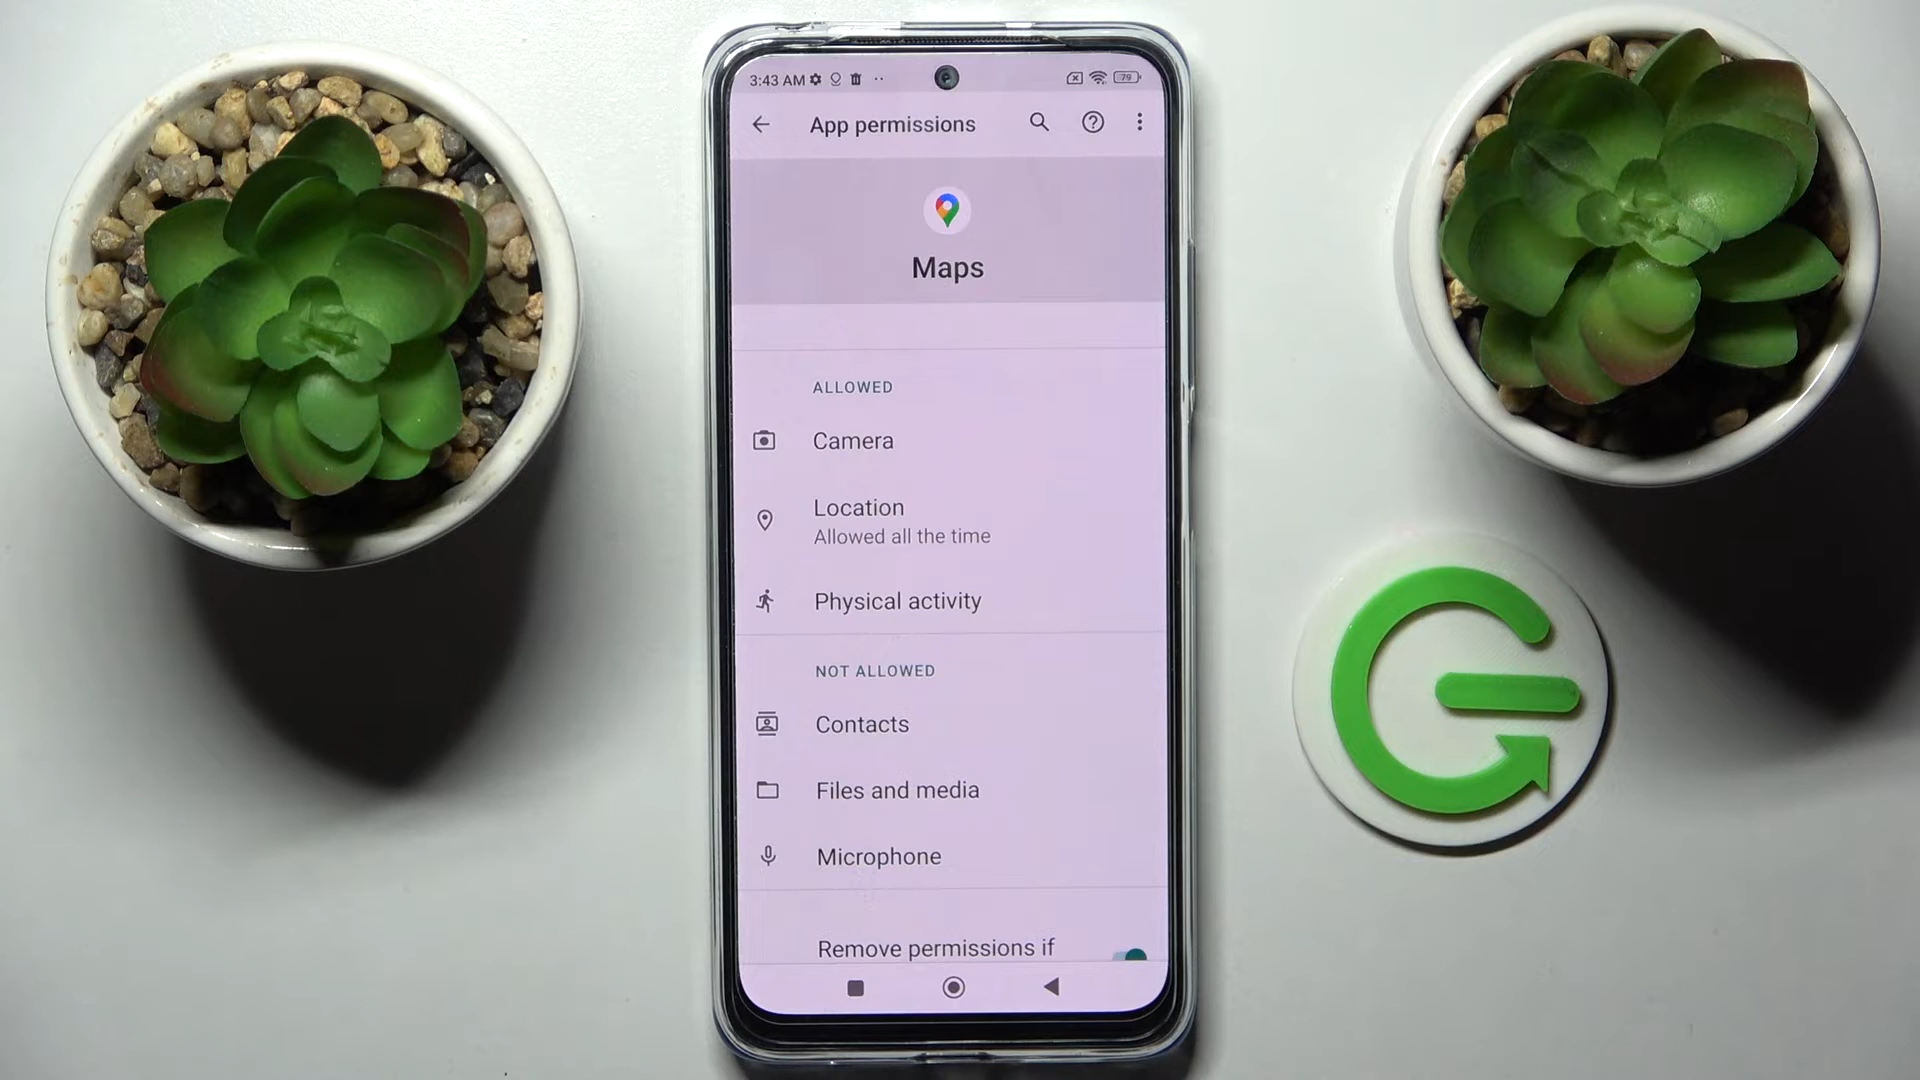 3:43 AM
79
App permissions
Maps
ALLOWED
Camera
Location
Allowed all the time
Physical activity
NOT ALLOWED
Contacts
Files and media
Microphone
Remove permissions if